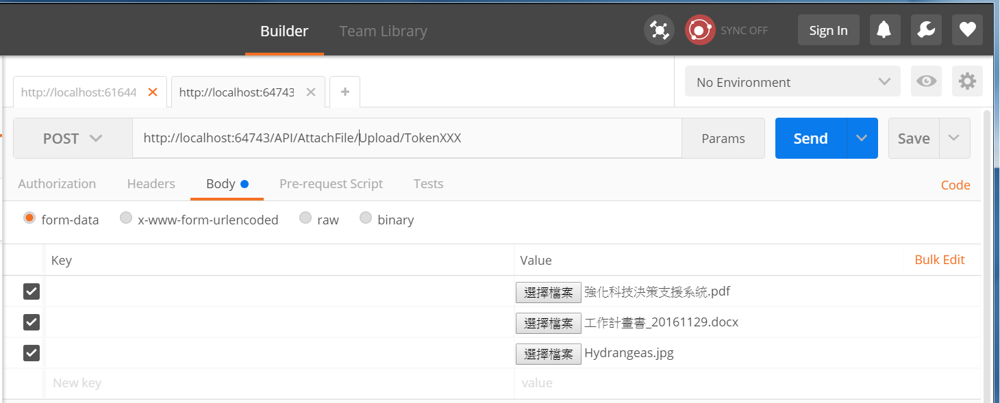 Builder Team Library SYNC OFF Sign In
http://localhost:61644 http://localhost:64743 No Environment
POST http://localhost:64743/API/AttachFile/Upload/TokenXXX Params Send Save
Authorization Headers Body Pre-request Script Tests Code
form-data x-www-form-urlencoded raw binary
Key Value Bulk Edit
選擇檔案 強化科技決策支援系統.pdf
選擇檔案 工作計畫書_20161129.docx
選擇檔案 Hydrangeas.jpg
New key value